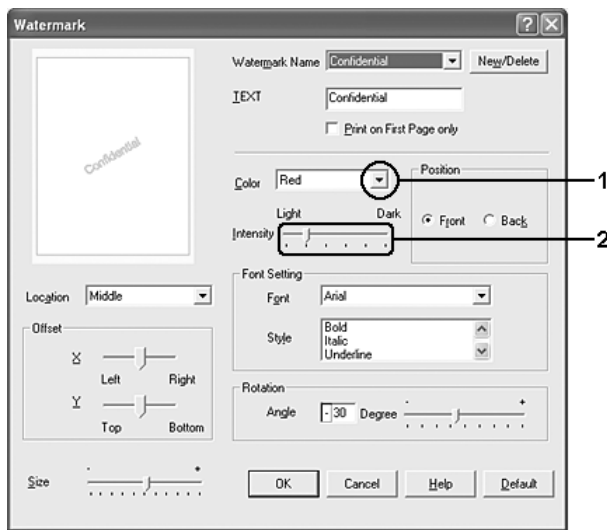 Watermark
Watermark Name Confidential New/Delete
TEXT Confidential
Print on First Page only
Confidential
Color Red
1
Position
Light Dark
Front Back
Intensity
2
Font Setting
Location Middle
Font Arial
Offset
Style Bold
Italic
Underline
X
Left Right
Rotation
Y
Angle -30 Degree - +
Top Bottom
Size - +
OK Cancel Help Default